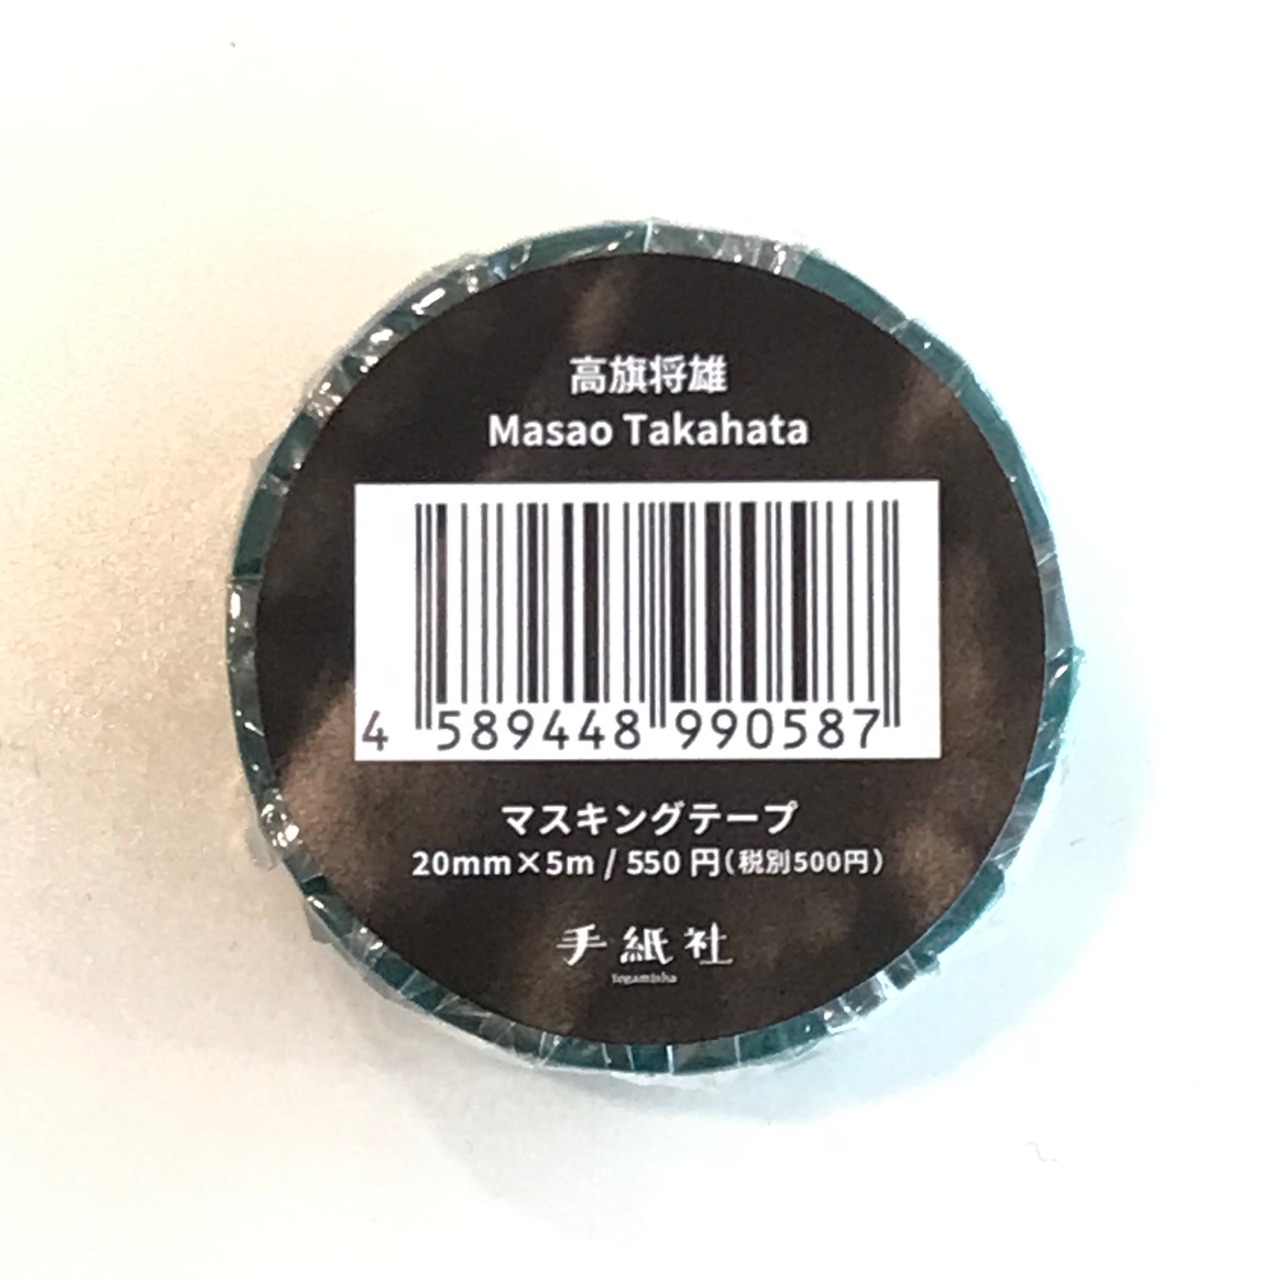 高旗将雄
Masao Takahata
4 589448 990587
マスキングテープ
20mm×5m / 550 円(税別500円)
手紙社
tegamisha